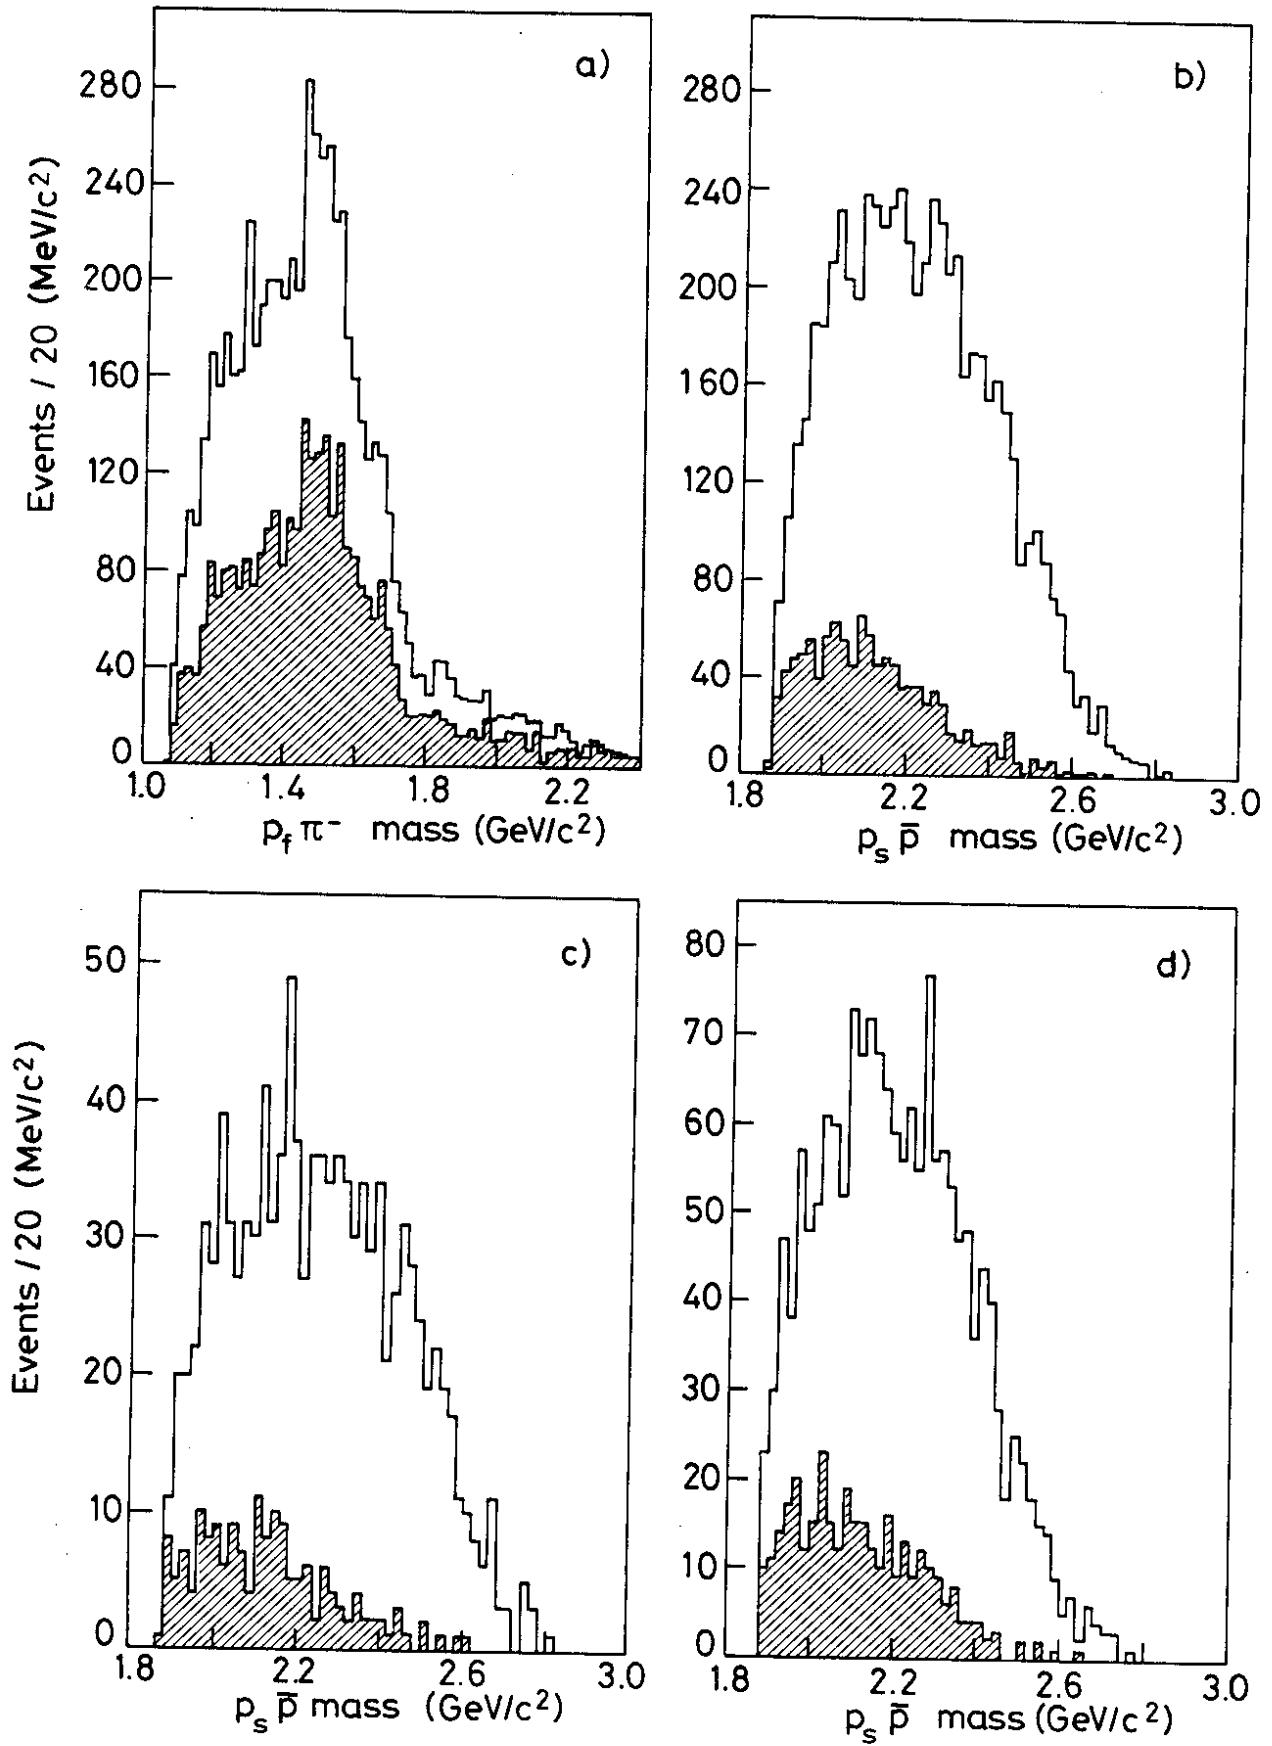 a)
280
240
200
160
120
80
40
0
Events / 20 (MeV/c²)
1.0 1.4 1.8 2.2
p_f π⁻ mass (GeV/c²)
b)
280
240
200
160
120
80
40
0
1.8 2.2 2.6 3.0
p_s p̄ mass (GeV/c²)
c)
50
40
30
20
10
0
Events / 20 (MeV/c²)
1.8 2.2 2.6 3.0
p_s p̄ mass (GeV/c²)
d)
80
70
60
50
40
30
20
10
0
1.8 2.2 2.6 3.0
p_s p̄ mass (GeV/c²)